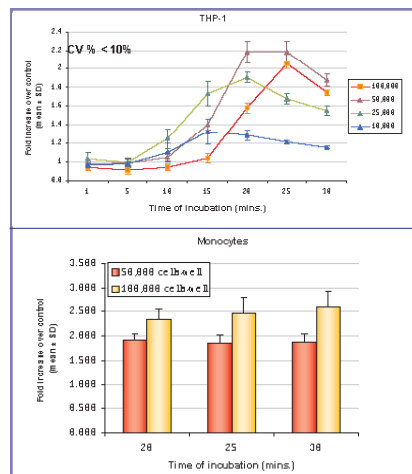 THP-1
CV % < 10%
Fold increase over control
(mean ± SD)
2.4
2.2
2
1.8
1.6
1.4
1.2
1
0.8
1
5
10
15
20
25
30
Time of incubation (mins.)
100,000
50,000
25,000
10,000
Monocytes
Fold increase over control
(mean ± SD)
3.500
3.000
2.500
2.000
1.500
1.000
0.500
0.000
50,000 cells/well
100,000 cells/well
20
25
30
Time of incubation (mins.)